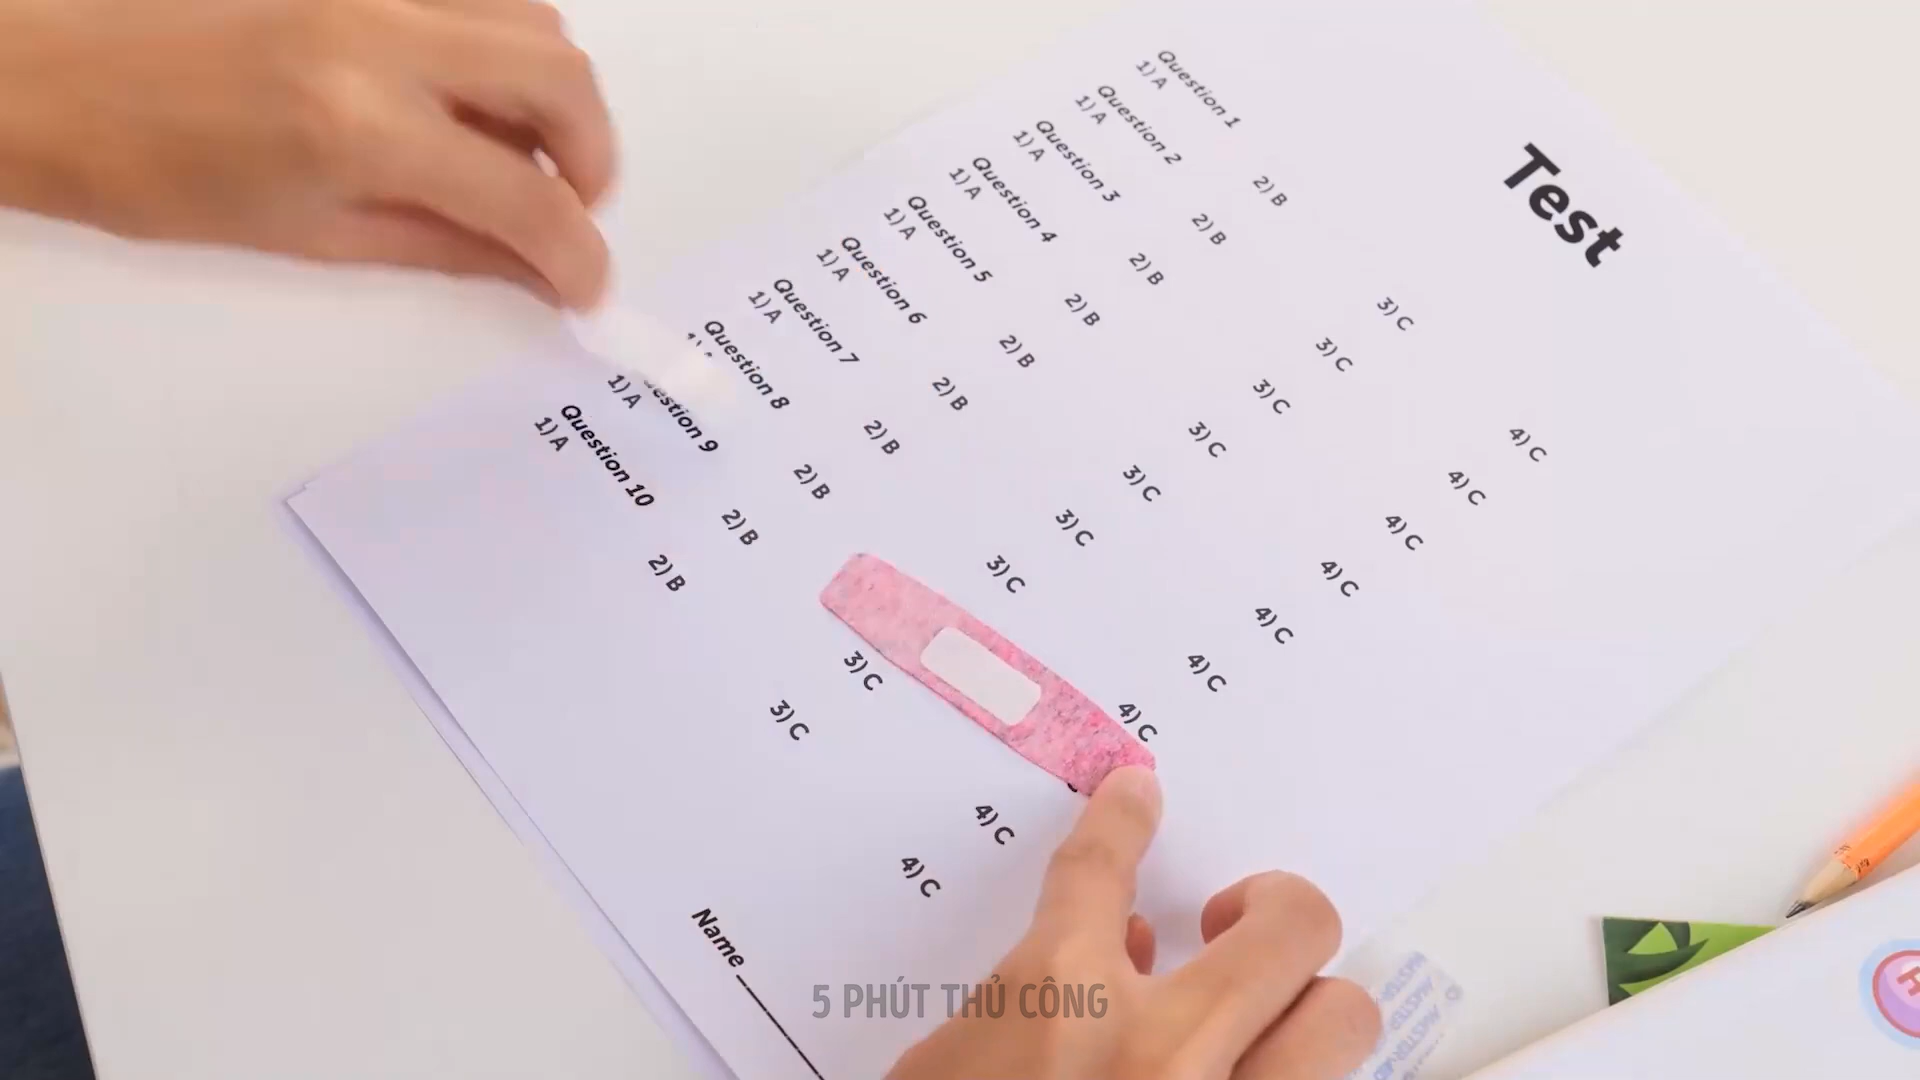 Test
Question 1
1) A 2) B 3) C 4) C
Question 2
1) A 2) B 3) C 4) C
Question 3
1) A 2) B 3) C 4) C
Question 4
1) A 2) B 3) C 4) C
Question 5
1) A 2) B 3) C 4) C
Question 6
1) A 2) B 3) C 4) C
Question 7
1) A 2) B 3) C 4) C
Question 8
2) B
estion 9
1) A 2) B 3) C 4) C
Question 10
1) A 2) B 3) C 4) C
Name
5 PHÚT THỦ CÔNG